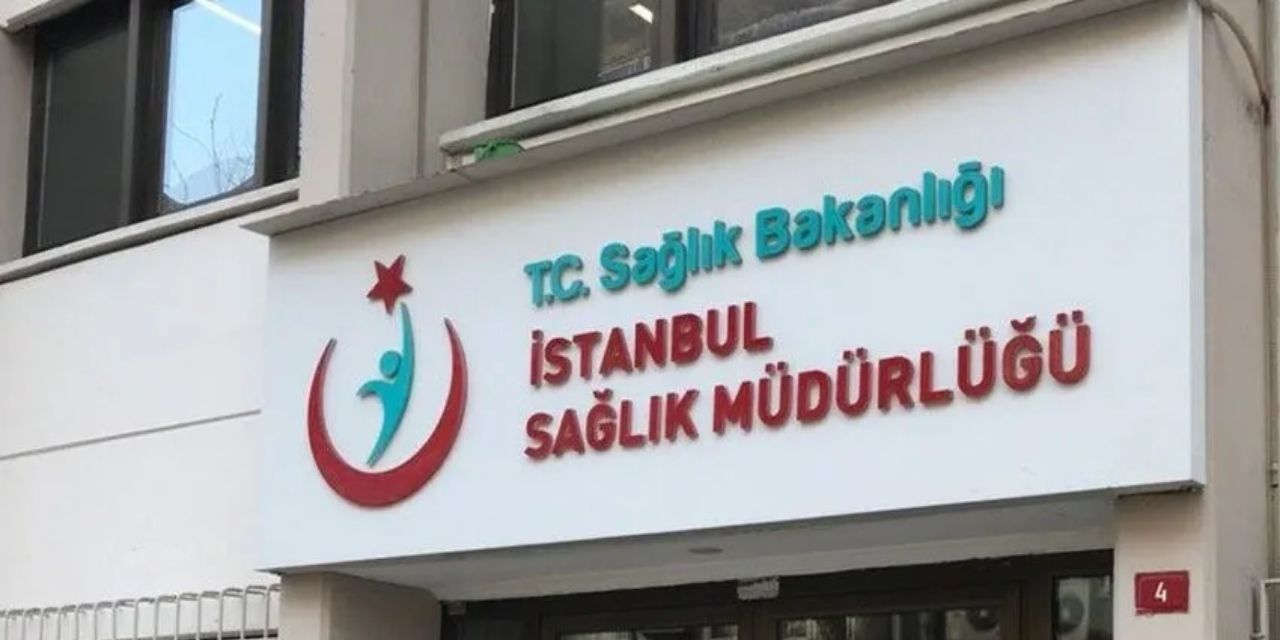 T.C. Sağlık Bakanlığı
İSTANBUL
SAĞLIK MÜDÜRLÜĞÜ
4